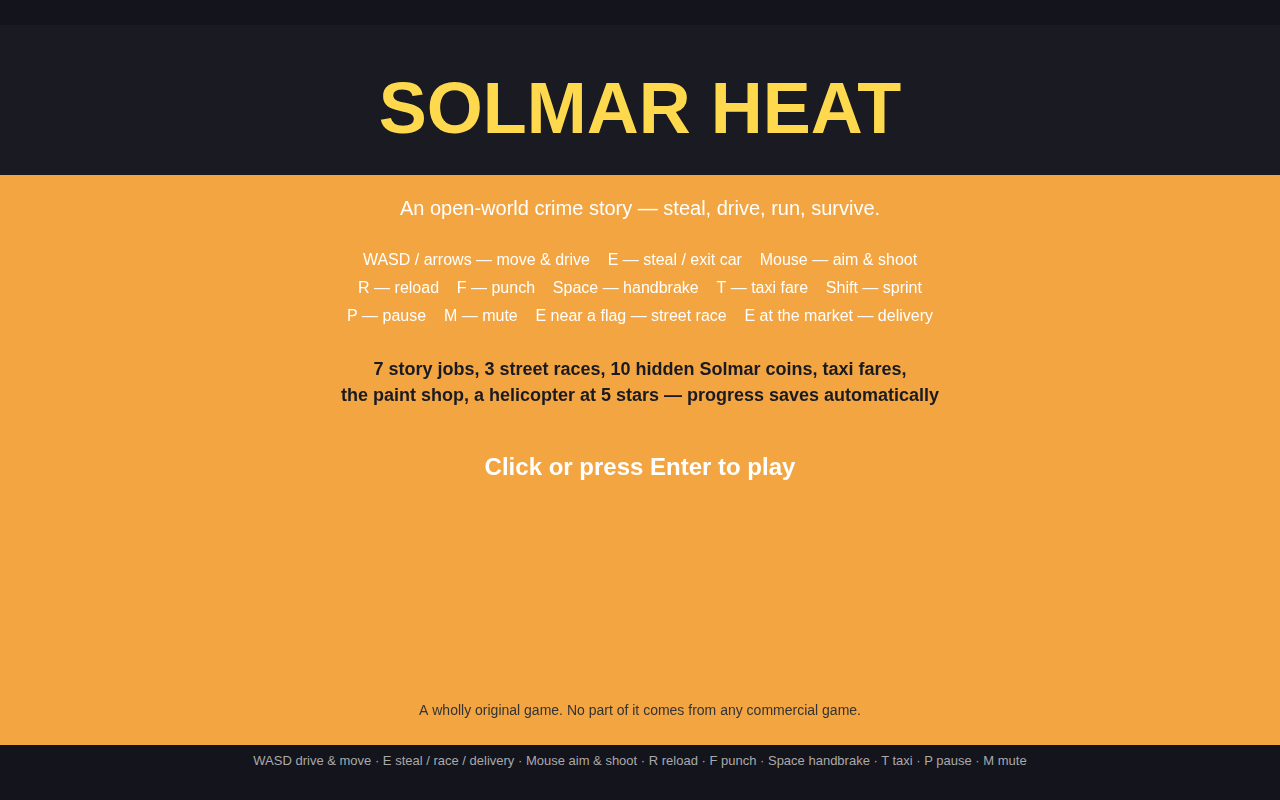 SOLMAR HEAT
An open-world crime story — steal, drive, run, survive.
WASD / arrows — move & drive    E — steal / exit car    Mouse — aim & shoot
R — reload    F — punch    Space — handbrake    T — taxi fare    Shift — sprint
P — pause    M — mute    E near a flag — street race    E at the market — delivery
7 story jobs, 3 street races, 10 hidden Solmar coins, taxi fares,
the paint shop, a helicopter at 5 stars — progress saves automatically
Click or press Enter to play
A wholly original game. No part of it comes from any commercial game.
WASD drive & move · E steal / race / delivery · Mouse aim & shoot · R reload · F punch · Space handbrake · T taxi · P pause · M mute